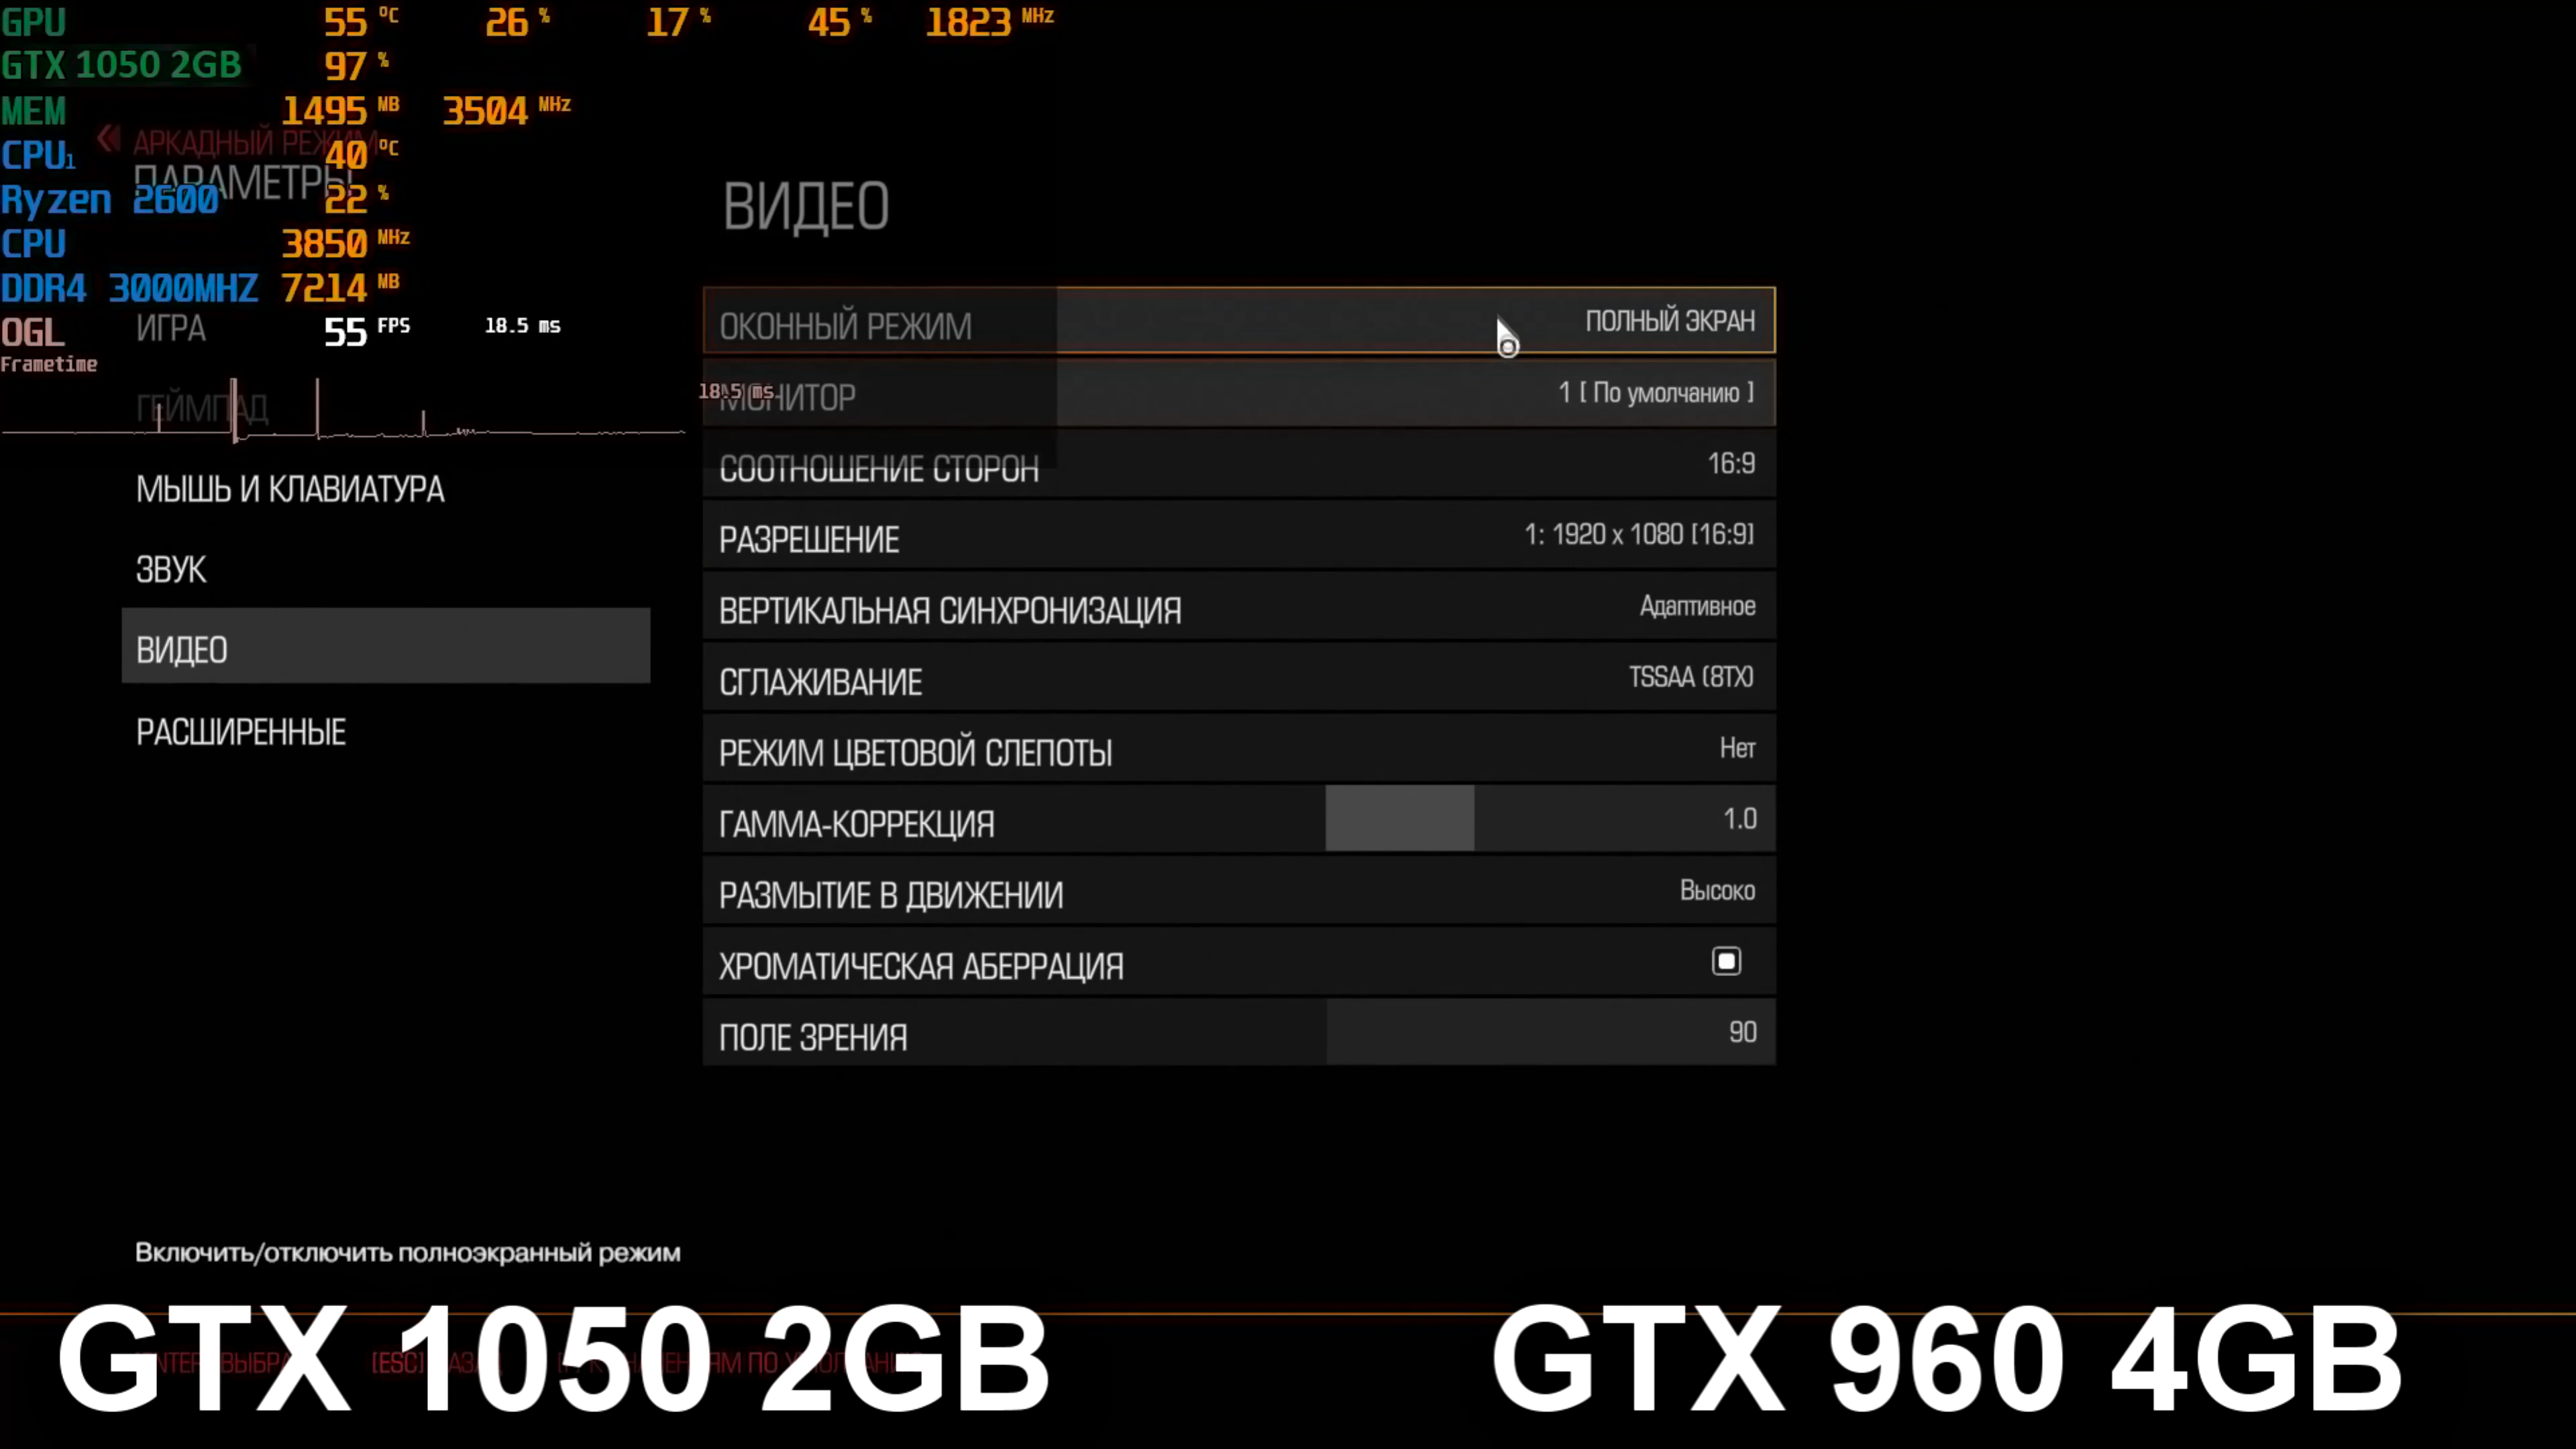 GPU 55 °C 26 % 17 % 45 % 1823 MHz
GTX 1050 2GB 97 %
MEM 1495 MB 3504 MHz
АРКАДНЫЙ РЕЖИМ
CPU1 40 °C
ПАРАМЕТРЫ
Ryzen 2600 22 %
CPU 3850 MHz
DDR4 3000MHZ 7214 MB
OGL 55 FPS 18.5 ms
Frametime
18.5 ms
ИГРА
ГЕЙМПАД
МЫШЬ И КЛАВИАТУРА
ЗВУК
ВИДЕО
РАСШИРЕННЫЕ
ВИДЕО
ОКОННЫЙ РЕЖИМ ПОЛНЫЙ ЭКРАН
МОНИТОР 1 [ По умолчанию ]
СООТНОШЕНИЕ СТОРОН 16:9
РАЗРЕШЕНИЕ 1: 1920 x 1080 [16:9]
ВЕРТИКАЛЬНАЯ СИНХРОНИЗАЦИЯ Адаптивное
СГЛАЖИВАНИЕ TSSAA (8TX)
РЕЖИМ ЦВЕТОВОЙ СЛЕПОТЫ Нет
ГАММА-КОРРЕКЦИЯ 1.0
РАЗМЫТИЕ В ДВИЖЕНИИ Высоко
ХРОМАТИЧЕСКАЯ АБЕРРАЦИЯ
ПОЛЕ ЗРЕНИЯ 90
Включить/отключить полноэкранный режим
[ESC]
GTX 1050 2GB GTX 960 4GB